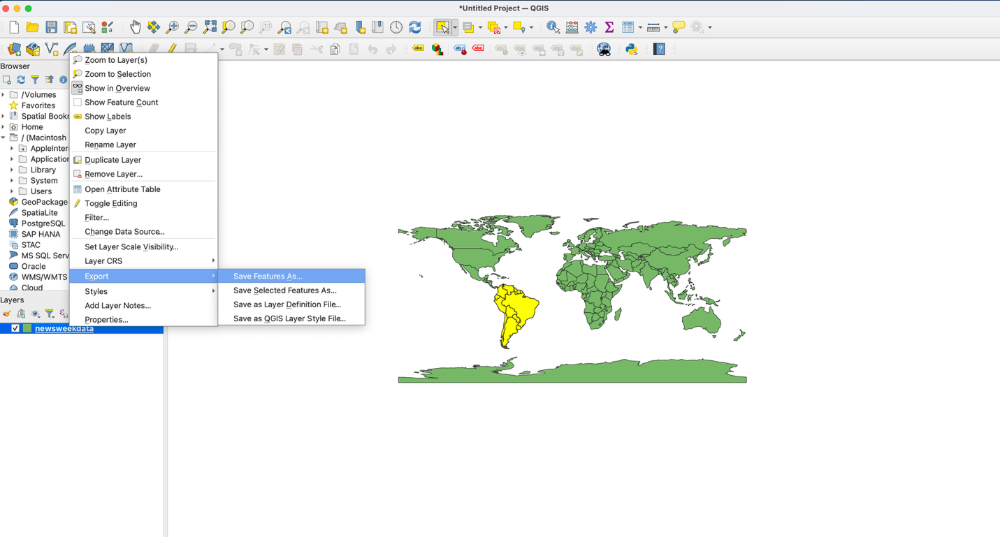 *Untitled Project — QGIS
abc
abc
abc
Browser
/Volumes
Favorites
Spatial Bookr
Home
/ (Macintosh
AppleInter
Application
Library
System
Users
GeoPackage
SpatiaLite
PostgreSQL
SAP HANA
STAC
MS SQL Serv
Oracle
WMS/WMTS
Cloud
Layers
newsweekdata
Zoom to Layer(s)
Zoom to Selection
Show in Overview
Show Feature Count
Show Labels
Copy Layer
Rename Layer
Duplicate Layer
Remove Layer...
Open Attribute Table
Toggle Editing
Filter...
Change Data Source...
Set Layer Scale Visibility...
Layer CRS
Export
Styles
Add Layer Notes...
Properties...
Save Features As...
Save Selected Features As...
Save as Layer Definition File...
Save as QGIS Layer Style File...